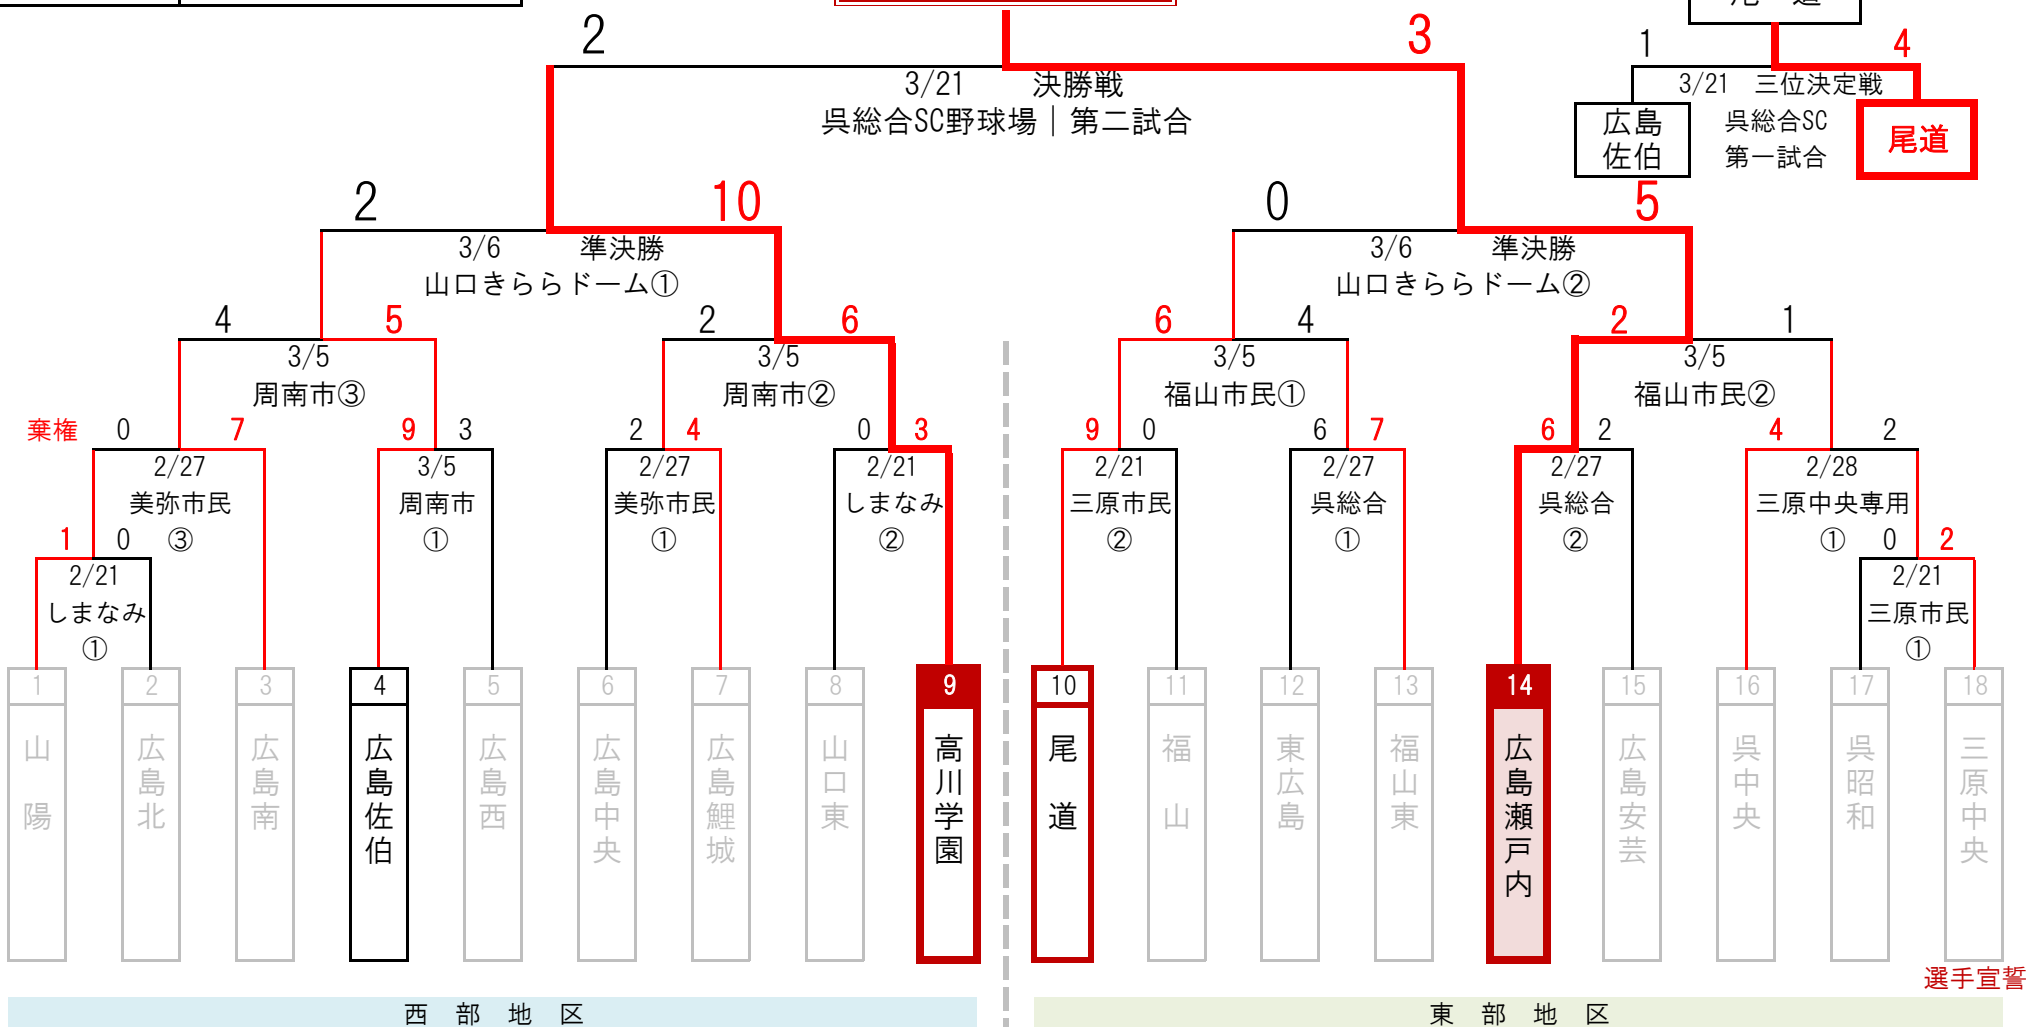 尾 道
2
3
1
4
3/21 決勝戦
呉総合SC野球場｜第二試合
3/21 三位決定戦
広島
佐伯
呉総合SC
第一試合
尾道
2
10
0
5
3/6 準決勝
山口きららドーム①
3/6 準決勝
山口きららドーム②
4
5
2
6
6
4
2
1
3/5
周南市③
3/5
周南市②
3/5
福山市民①
3/5
福山市民②
棄権
0
7
9
3
2
4
0
3
9
0
6
7
6
2
4
2
2/27
美弥市民
③
3/5
周南市
①
2/27
美弥市民
①
2/21
しまなみ
②
2/21
三原市民
②
2/27
呉総合
①
2/27
呉総合
②
2/28
三原中央専用
①
1
0
2/21
しまなみ
①
0
2
2/21
三原市民
①
1
山陽
2
広島北
3
広島南
4
広島佐伯
5
広島西
6
広島中央
7
広島鯉城
8
山口東
9
高川学園
10
尾道
11
福山
12
東広島
13
福山東
14
広島瀬戸内
15
広島安芸
16
呉中央
17
呉昭和
18
三原中央
選手宣誓
西 部 地 区
東 部 地 区